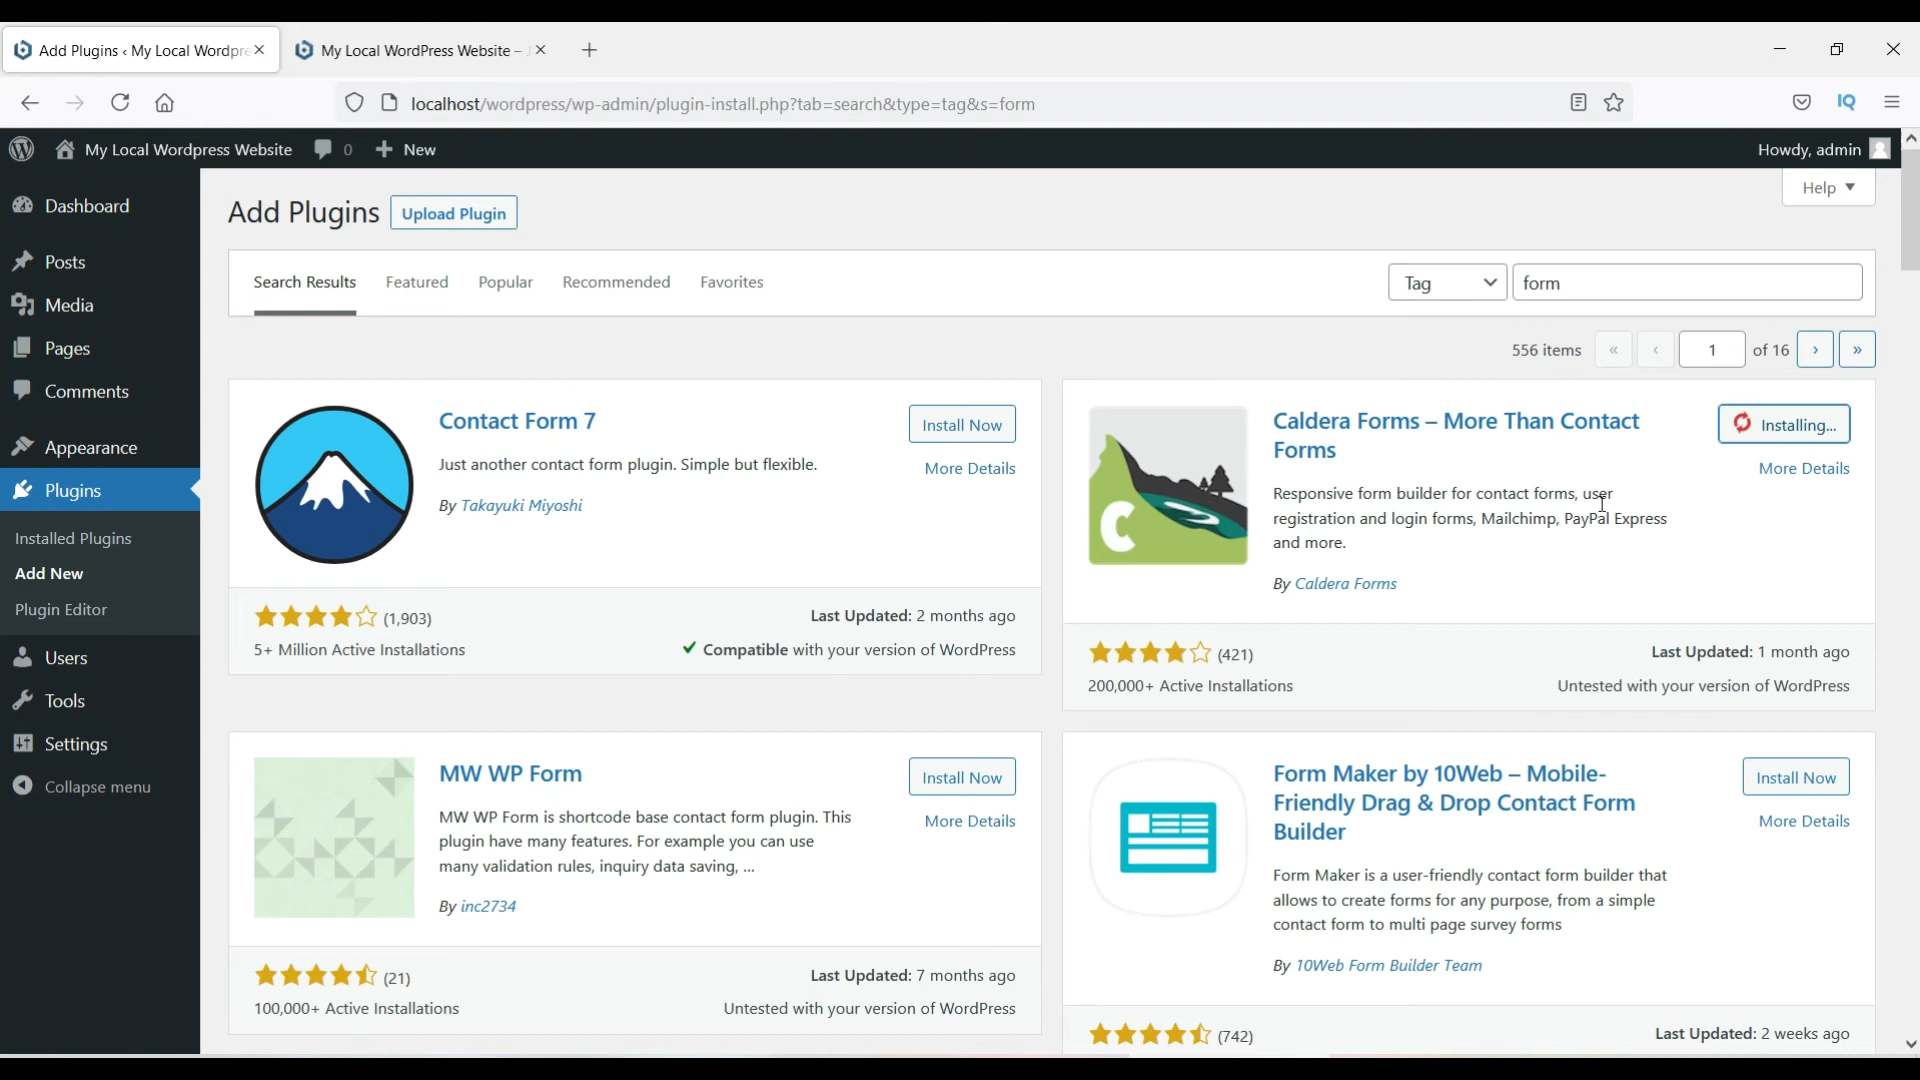 Add Plugins ‹ My Local Wordpre
My Local WordPress Website –
localhost/wordpress/wp-admin/plugin-install.php?tab=search&type=tag&s=form
IQ
My Local Wordpress Website
0
New
Howdy, admin
Dashboard
Posts
Media
Pages
Comments
Appearance
Plugins
Installed Plugins
Add New
Plugin Editor
Users
Tools
Settings
Collapse menu
Help
Add Plugins
Upload Plugin
Search Results
Featured
Popular
Recommended
Favorites
Tag
form
556 items
«
‹
1
of 16
›
»
Contact Form 7
Install Now
More Details
Just another contact form plugin. Simple but flexible.
By Takayuki Miyoshi
(1,903)
Last Updated: 2 months ago
5+ Million Active Installations
Compatible with your version of WordPress
C
Caldera Forms – More Than Contact
Forms
Installing...
More Details
Responsive form builder for contact forms, user
registration and login forms, Mailchimp, PayPal Express
and more.
By Caldera Forms
(421)
Last Updated: 1 month ago
200,000+ Active Installations
Untested with your version of WordPress
MW WP Form
Install Now
More Details
MW WP Form is shortcode base contact form plugin. This
plugin have many features. For example you can use
many validation rules, inquiry data saving, ...
By inc2734
(21)
Last Updated: 7 months ago
100,000+ Active Installations
Untested with your version of WordPress
Form Maker by 10Web – Mobile-
Friendly Drag & Drop Contact Form
Builder
Install Now
More Details
Form Maker is a user-friendly contact form builder that
allows to create forms for any purpose, from a simple
contact form to multi page survey forms
By 10Web Form Builder Team
(742)
Last Updated: 2 weeks ago